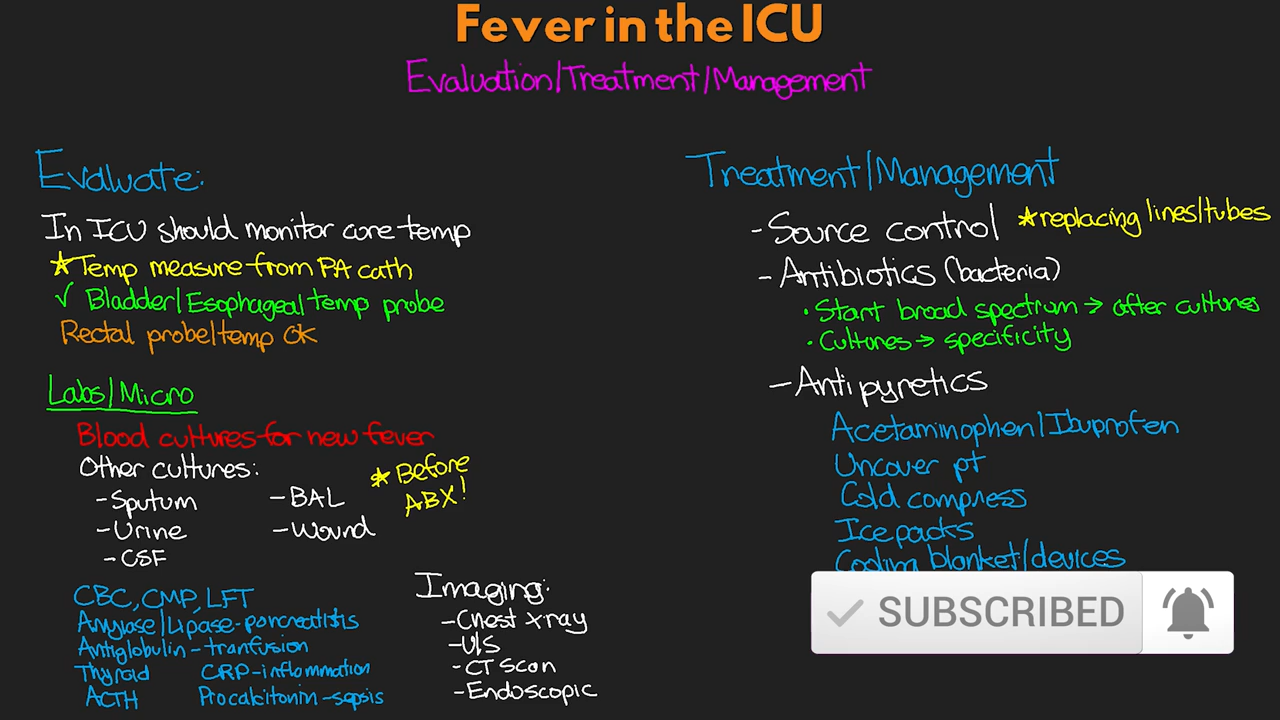 Fever in the ICU
Evaluation/Treatment/Management
Evaluate:
In ICU should monitor core temp
★Temp measure from PA cath
✓ Bladder/Esophageal temp probe
Rectal probe/temp OK
Labs/Micro
Blood cultures for new fever
Other cultures:
-Sputum
-Urine
-CSF
-BAL
-Wound
★Before
ABX!
CBC, CMP, LFT
Amylase/Lipase-pancreatitis
Antiglobulin-tranfusion
Thyroid
ACTH
CRP-inflammation
Procalcitonin-sepsis
Imaging:
-Chest x-ray
-U/S
-CT Scan
-Endoscopic
Treatment/Management
-Source control ★replacing lines/tubes
-Antibiotics (bacteria)
•Start broad spectrum→ after cultures
•Cultures→ specificity
-Antipyretics
Acetaminophen/Ibuprofen
Uncover pt
Cold compress
Ice packs
Cooling blanket/devices
SUBSCRIBED